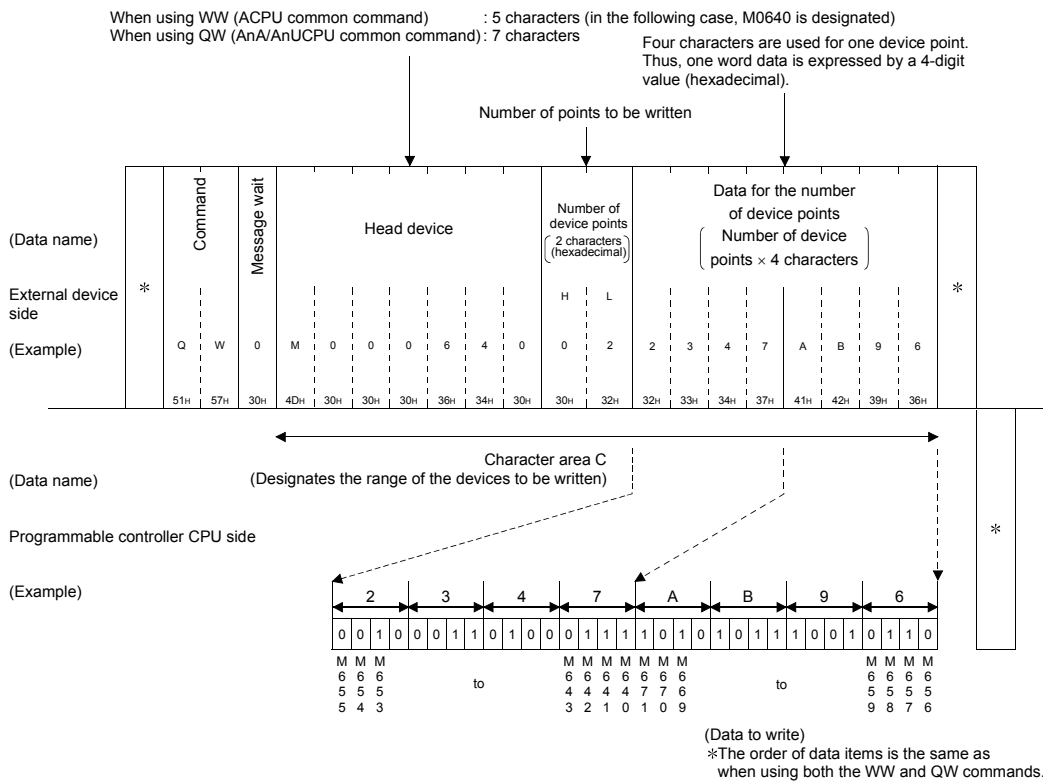 When using WW (ACPU common command) : 5 characters (in the following case, M0640 is designated)
When using QW (AnA/AnUCPU common command) : 7 characters
Four characters are used for one device point.
Thus, one word data is expressed by a 4-digit
value (hexadecimal).
Number of points to be written
(Data name)
*
Command
Message wait
Head device
Number of
device points
2 characters
(hexadecimal)
Data for the number
of device points
Number of device
points × 4 characters
*
External device
side
H L
(Example)
Q W 0 M 0 0 0 6 4 0 0 2 2 3 4 7 A B 9 6
51H 57H 30H 4DH 30H 30H 30H 36H 34H 30H 30H 32H 32H 33H 34H 37H 41H 42H 39H 36H
Character area C
(Designates the range of the devices to be written)
(Data name)
Programmable controller CPU side
*
(Example)
2 3 4 7 A B 9 6
0 0 1 0 0 0 1 1 0 1 0 0 0 1 1 1 1 0 1 0 1 0 1 1 1 0 0 1 0 1 1 0
M655 M654 M653 to M643 M642 M641 M640 M671 M670 M669 to M659 M658 M657 M656
(Data to write)
*The order of data items is the same as
when using both the WW and QW commands.